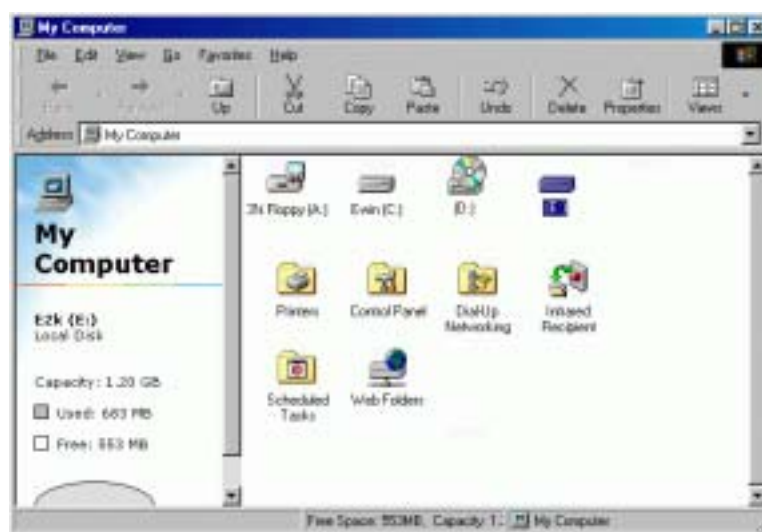 My Computer
File Edit View Go Favorites Help
Up Cut Copy Paste Undo Delete Properties Views
Address My Computer
My
Computer
E2k (E:)
Local Disk
Capacity: 1.20 GB
Used: 683 MB
Free: 553 MB
3½ Floppy (A:) Ewin (C:) (D:)
Printers Control Panel Dial-Up Networking Infrared Recipient
Scheduled Tasks Web Folders
Free Space: 553MB, Capacity: 1. My Computer